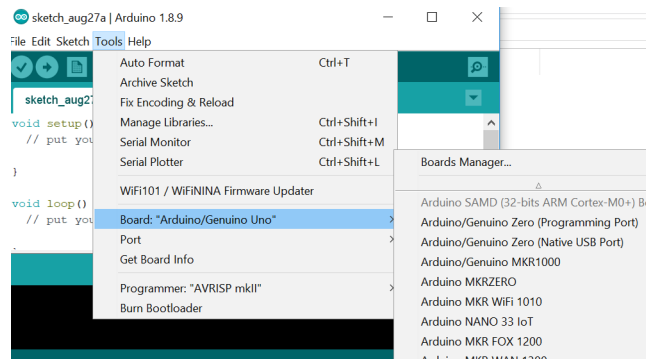 sketch_aug27a | Arduino 1.8.9
File Edit Sketch Tools Help
sketch_aug27
void setup()
// put you
}
void loop()
// put you
Auto Format Ctrl+T
Archive Sketch
Fix Encoding & Reload
Manage Libraries... Ctrl+Shift+I
Serial Monitor Ctrl+Shift+M
Serial Plotter Ctrl+Shift+L
WiFi101 / WiFiNINA Firmware Updater
Board: "Arduino/Genuino Uno"
Port
Get Board Info
Programmer: "AVRISP mkII"
Burn Bootloader
Boards Manager...
Arduino SAMD (32-bits ARM Cortex-M0+) B
Arduino/Genuino Zero (Programming Port)
Arduino/Genuino Zero (Native USB Port)
Arduino/Genuino MKR1000
Arduino MKRZERO
Arduino MKR WiFi 1010
Arduino NANO 33 IoT
Arduino MKR FOX 1200
Arduino MKR WAN 1300